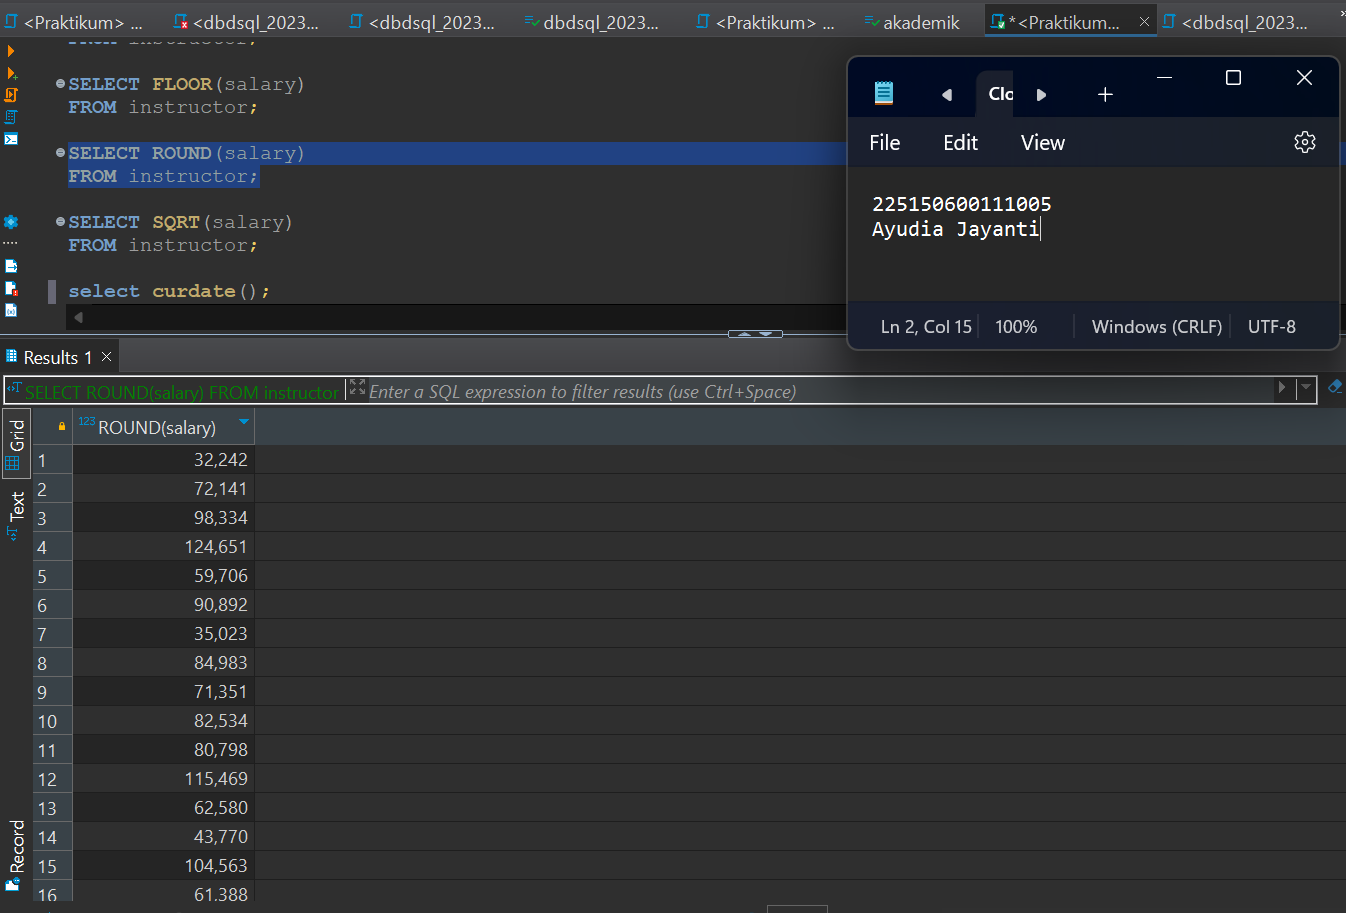 <Praktikum> ...
<dbdsql_2023...
<dbdsql_2023...
dbdsql_2023...
<Praktikum> ...
akademik
*<Praktikum...
<dbdsql_2023...
FROM instructor;
SELECT FLOOR(salary)
FROM instructor;
SELECT ROUND(salary)
FROM instructor;
SELECT SQRT(salary)
FROM instructor;
select curdate();
Clo
File Edit View
225150600111005
Ayudia Jayanti
Ln 2, Col 15 100% Windows (CRLF) UTF-8
Results 1
SELECT ROUND(salary) FROM instructor
Enter a SQL expression to filter results (use Ctrl+Space)
Grid
Text
Record
123 ROUND(salary)
1 32,242
2 72,141
3 98,334
4 124,651
5 59,706
6 90,892
7 35,023
8 84,983
9 71,351
10 82,534
11 80,798
12 115,469
13 62,580
14 43,770
15 104,563
16 61,388